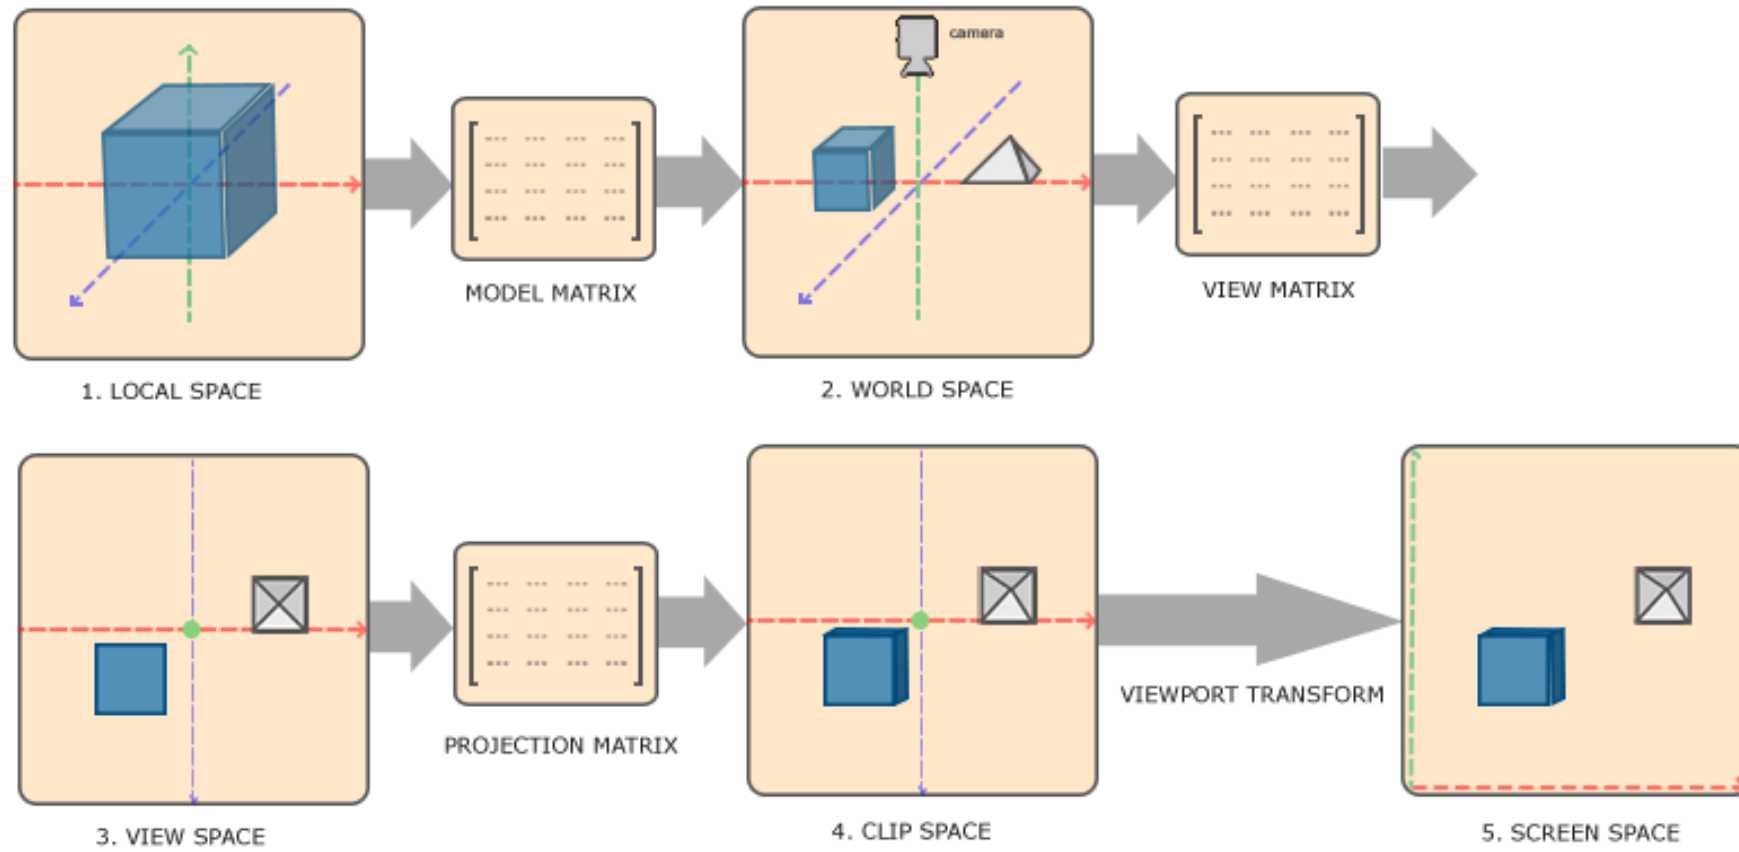 camera
MODEL MATRIX
VIEW MATRIX
1. LOCAL SPACE
2. WORLD SPACE
PROJECTION MATRIX
VIEWPORT TRANSFORM
3. VIEW SPACE
4. CLIP SPACE
5. SCREEN SPACE